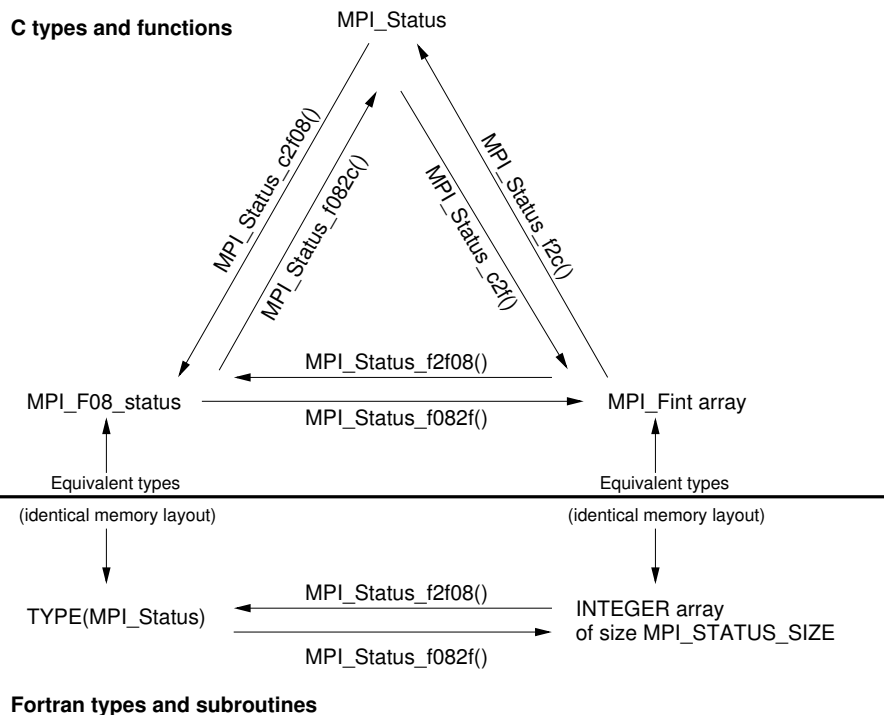 C types and functions
MPI_Status
MPI_Status_c2f08()
MPI_Status_f082c()
MPI_Status_c2f()
MPI_Status_f2c()
MPI_Status_f2f08()
MPI_F08_status
MPI_Fint array
MPI_Status_f082f()
Equivalent types
Equivalent types
(identical memory layout)
(identical memory layout)
MPI_Status_f2f08()
TYPE(MPI_Status)
INTEGER array
of size MPI_STATUS_SIZE
MPI_Status_f082f()
Fortran types and subroutines